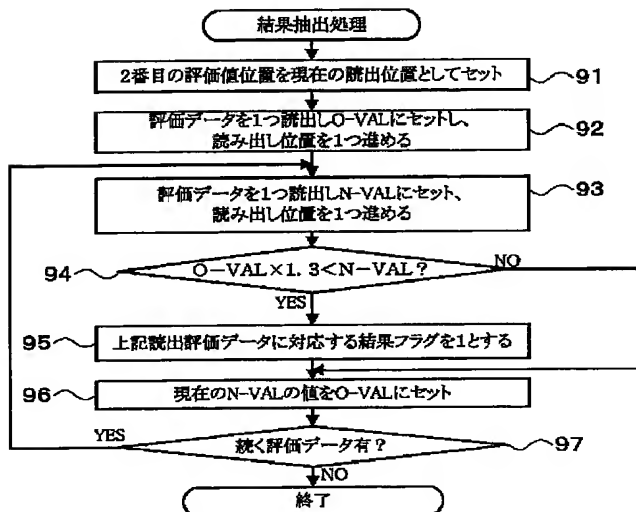 結果抽出処理
2番目の評価値位置を現在の読出位置としてセット
91
評価データを1つ読出しO-VALにセットし、
読み出し位置を1つ進める
92
評価データを1つ読出しN-VALにセット、
読み出し位置を1つ進める
93
94
O-VAL×1.3<N-VAL?
NO
YES
95
上記読出評価データに対応する結果フラグを1とする
96
現在のN-VALの値をO-VALにセット
YES
続く評価データ有?
97
NO
終了